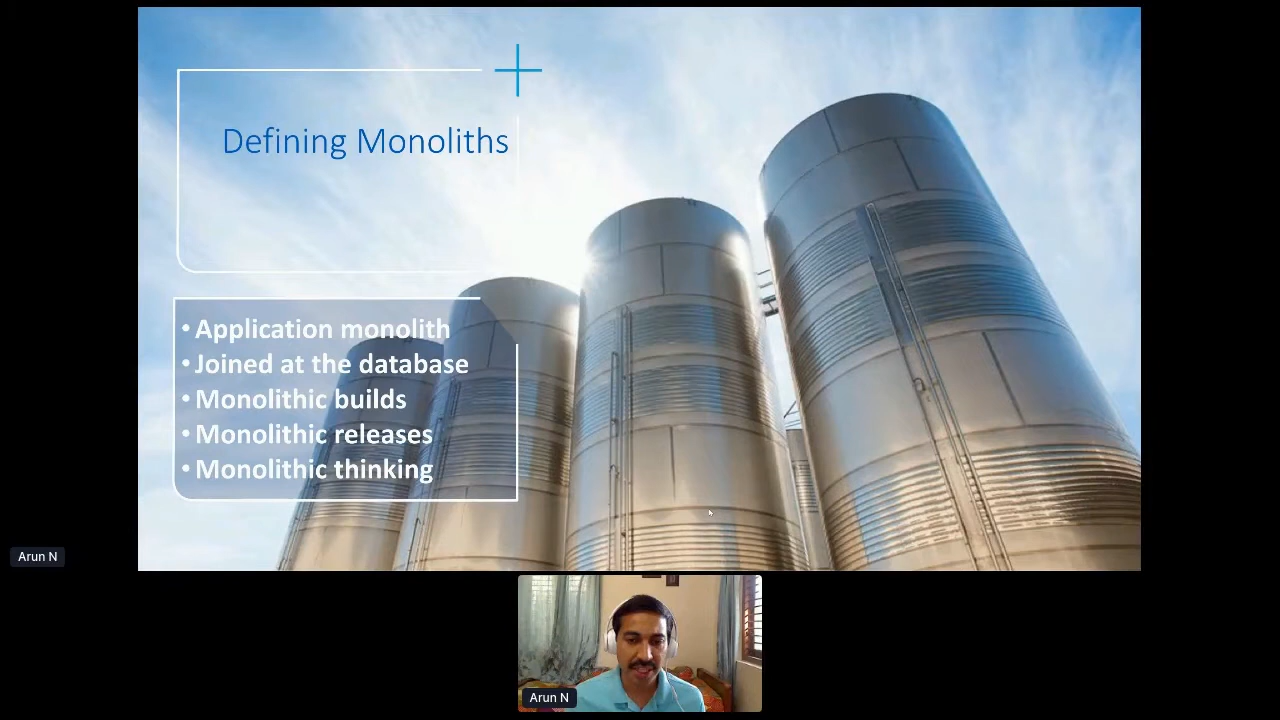 Defining Monoliths
• Application monolith
• Joined at the database
• Monolithic builds
• Monolithic releases
• Monolithic thinking
Arun N
Arun N